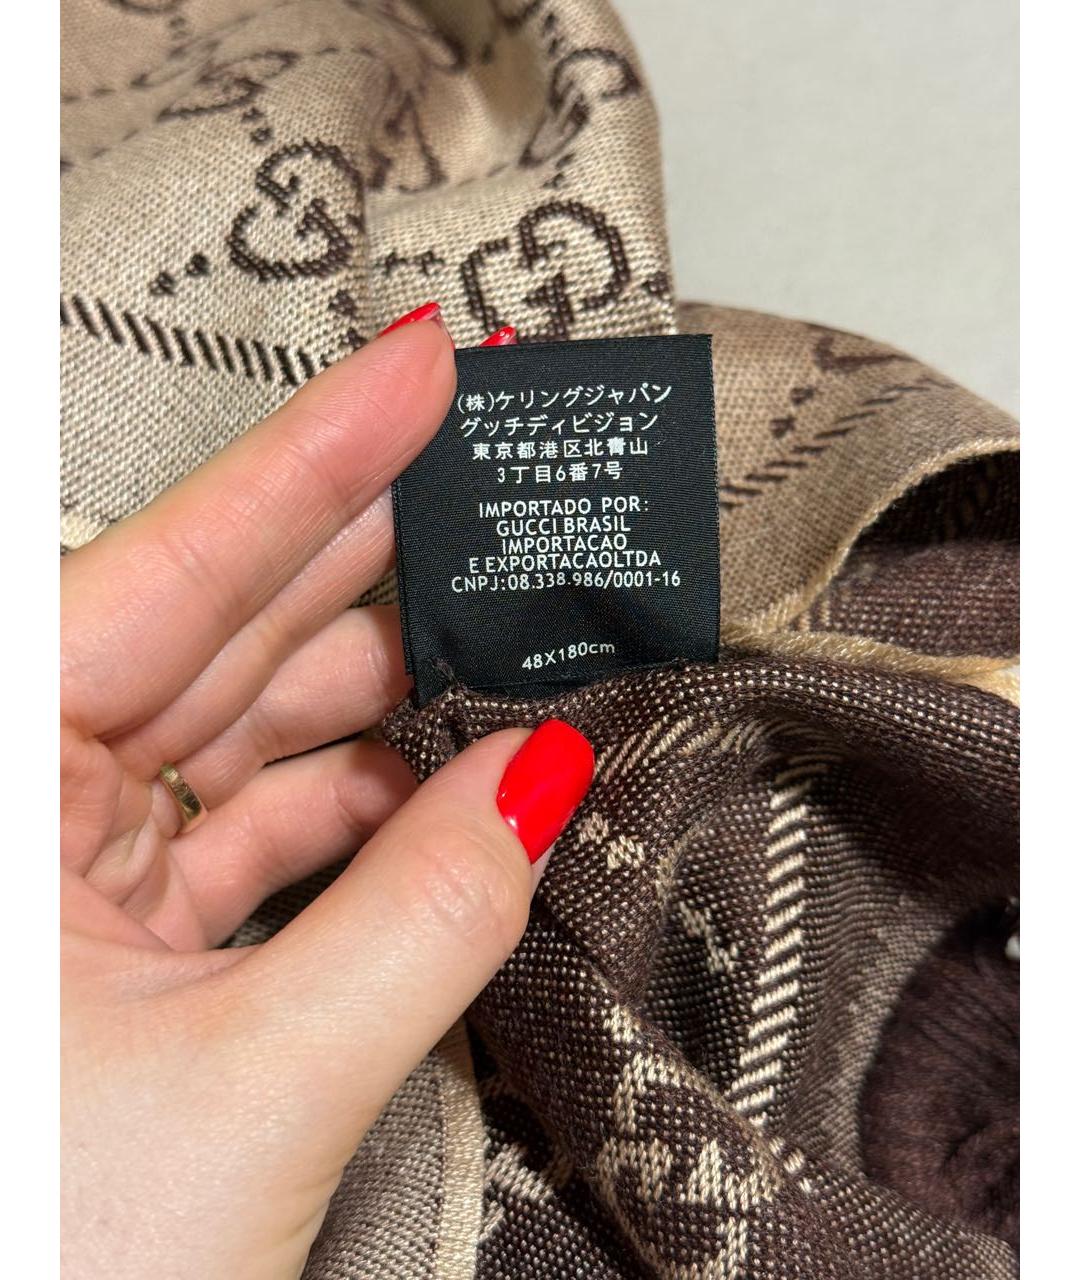 (株)ケリングジャパン
グッチディビジョン
東京都港区北青山
3丁目6番7号
IMPORTADO POR:
GUCCI BRASIL
IMPORTACAO
E EXPORTACAOLTDA
CNPJ:08.338.986/0001-16
48X180cm